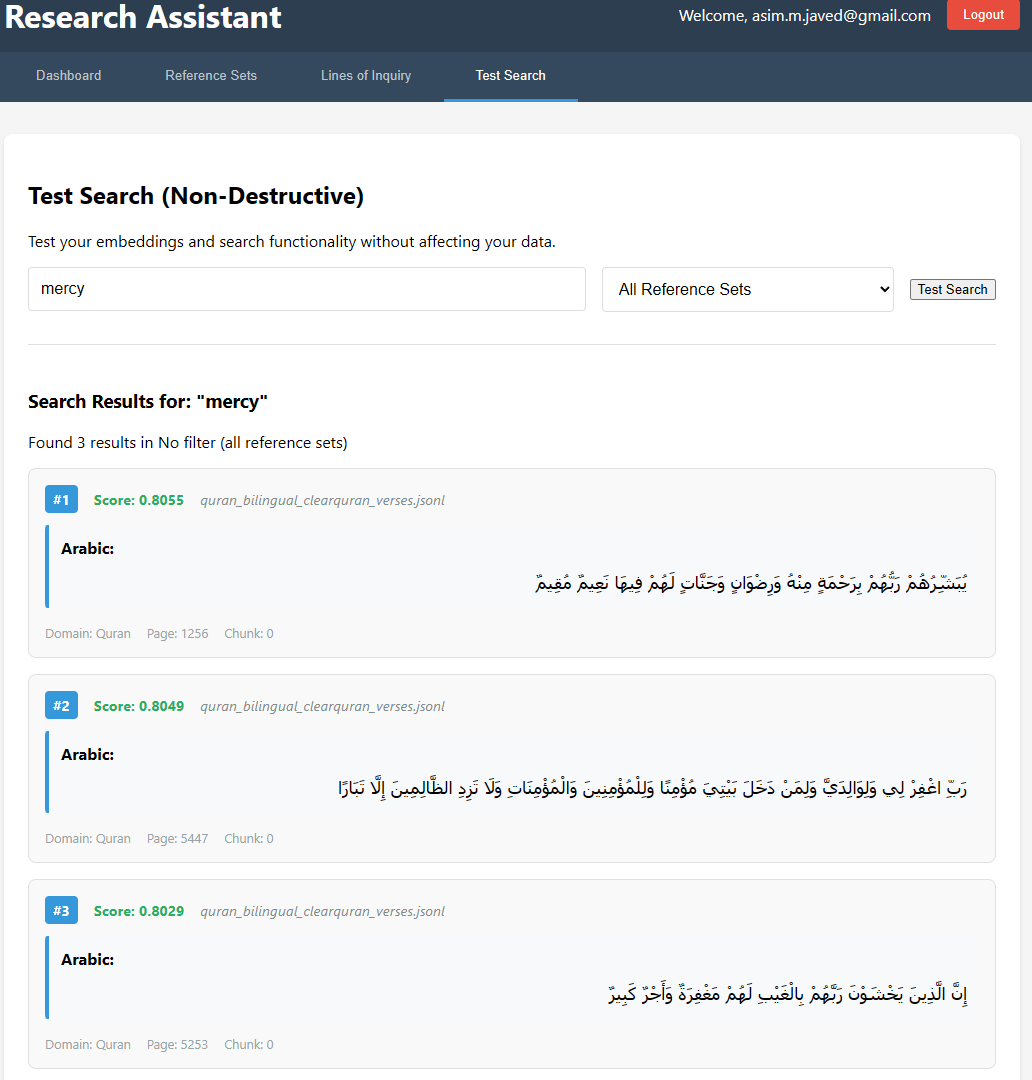 Research Assistant
Welcome, asim.m.javed@gmail.com
Logout
Dashboard
Reference Sets
Lines of Inquiry
Test Search
Test Search (Non-Destructive)
Test your embeddings and search functionality without affecting your data.
mercy
All Reference Sets
Test Search
Search Results for: "mercy"
Found 3 results in No filter (all reference sets)
#1 Score: 0.8055 quran_bilingual_clearquran_verses.jsonl
Arabic:
يُبَشِّرُهُمْ رَبُّهُمْ بِرَحْمَةٍ مِنْهُ وَرِضْوَانٍ وَجَنَّاتٍ لَهُمْ فِيهَا نَعِيمٌ مُقِيمٌ
Domain: Quran Page: 1256 Chunk: 0
#2 Score: 0.8049 quran_bilingual_clearquran_verses.jsonl
Arabic:
رَبِّ اغْفِرْ لِي وَلِوَالِدَيَّ وَلِمَنْ دَخَلَ بَيْتِيَ مُؤْمِنًا وَلِلْمُؤْمِنِينَ وَالْمُؤْمِنَاتِ وَلَا تَزِدِ الظَّالِمِينَ إِلَّا تَبَارًا
Domain: Quran Page: 5447 Chunk: 0
#3 Score: 0.8029 quran_bilingual_clearquran_verses.jsonl
Arabic:
إِنَّ الَّذِينَ يَخْشَوْنَ رَبَّهُمْ بِالْغَيْبِ لَهُمْ مَغْفِرَةٌ وَأَجْرٌ كَبِيرٌ
Domain: Quran Page: 5253 Chunk: 0